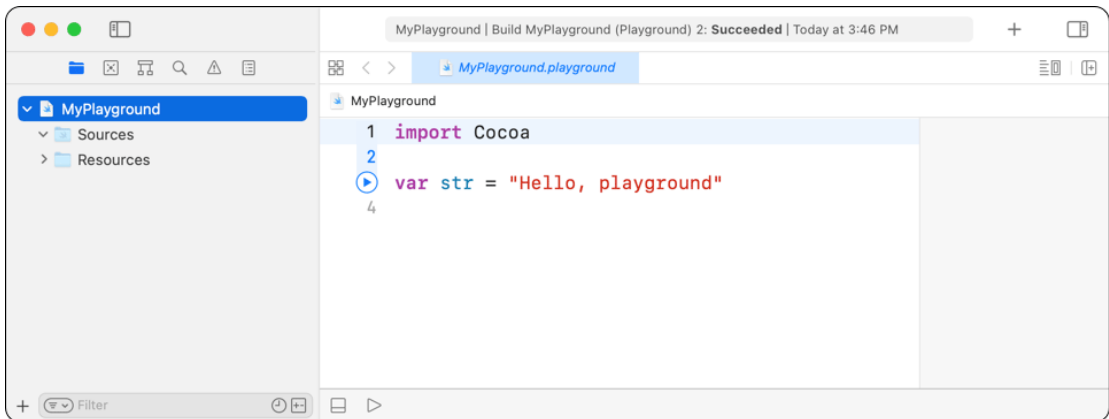 MyPlayground | Build MyPlayground (Playground) 2: Succeeded | Today at 3:46 PM
MyPlayground.playground
MyPlayground
Sources
Resources
MyPlayground
1 import Cocoa
2
var str = "Hello, playground"
4
Filter